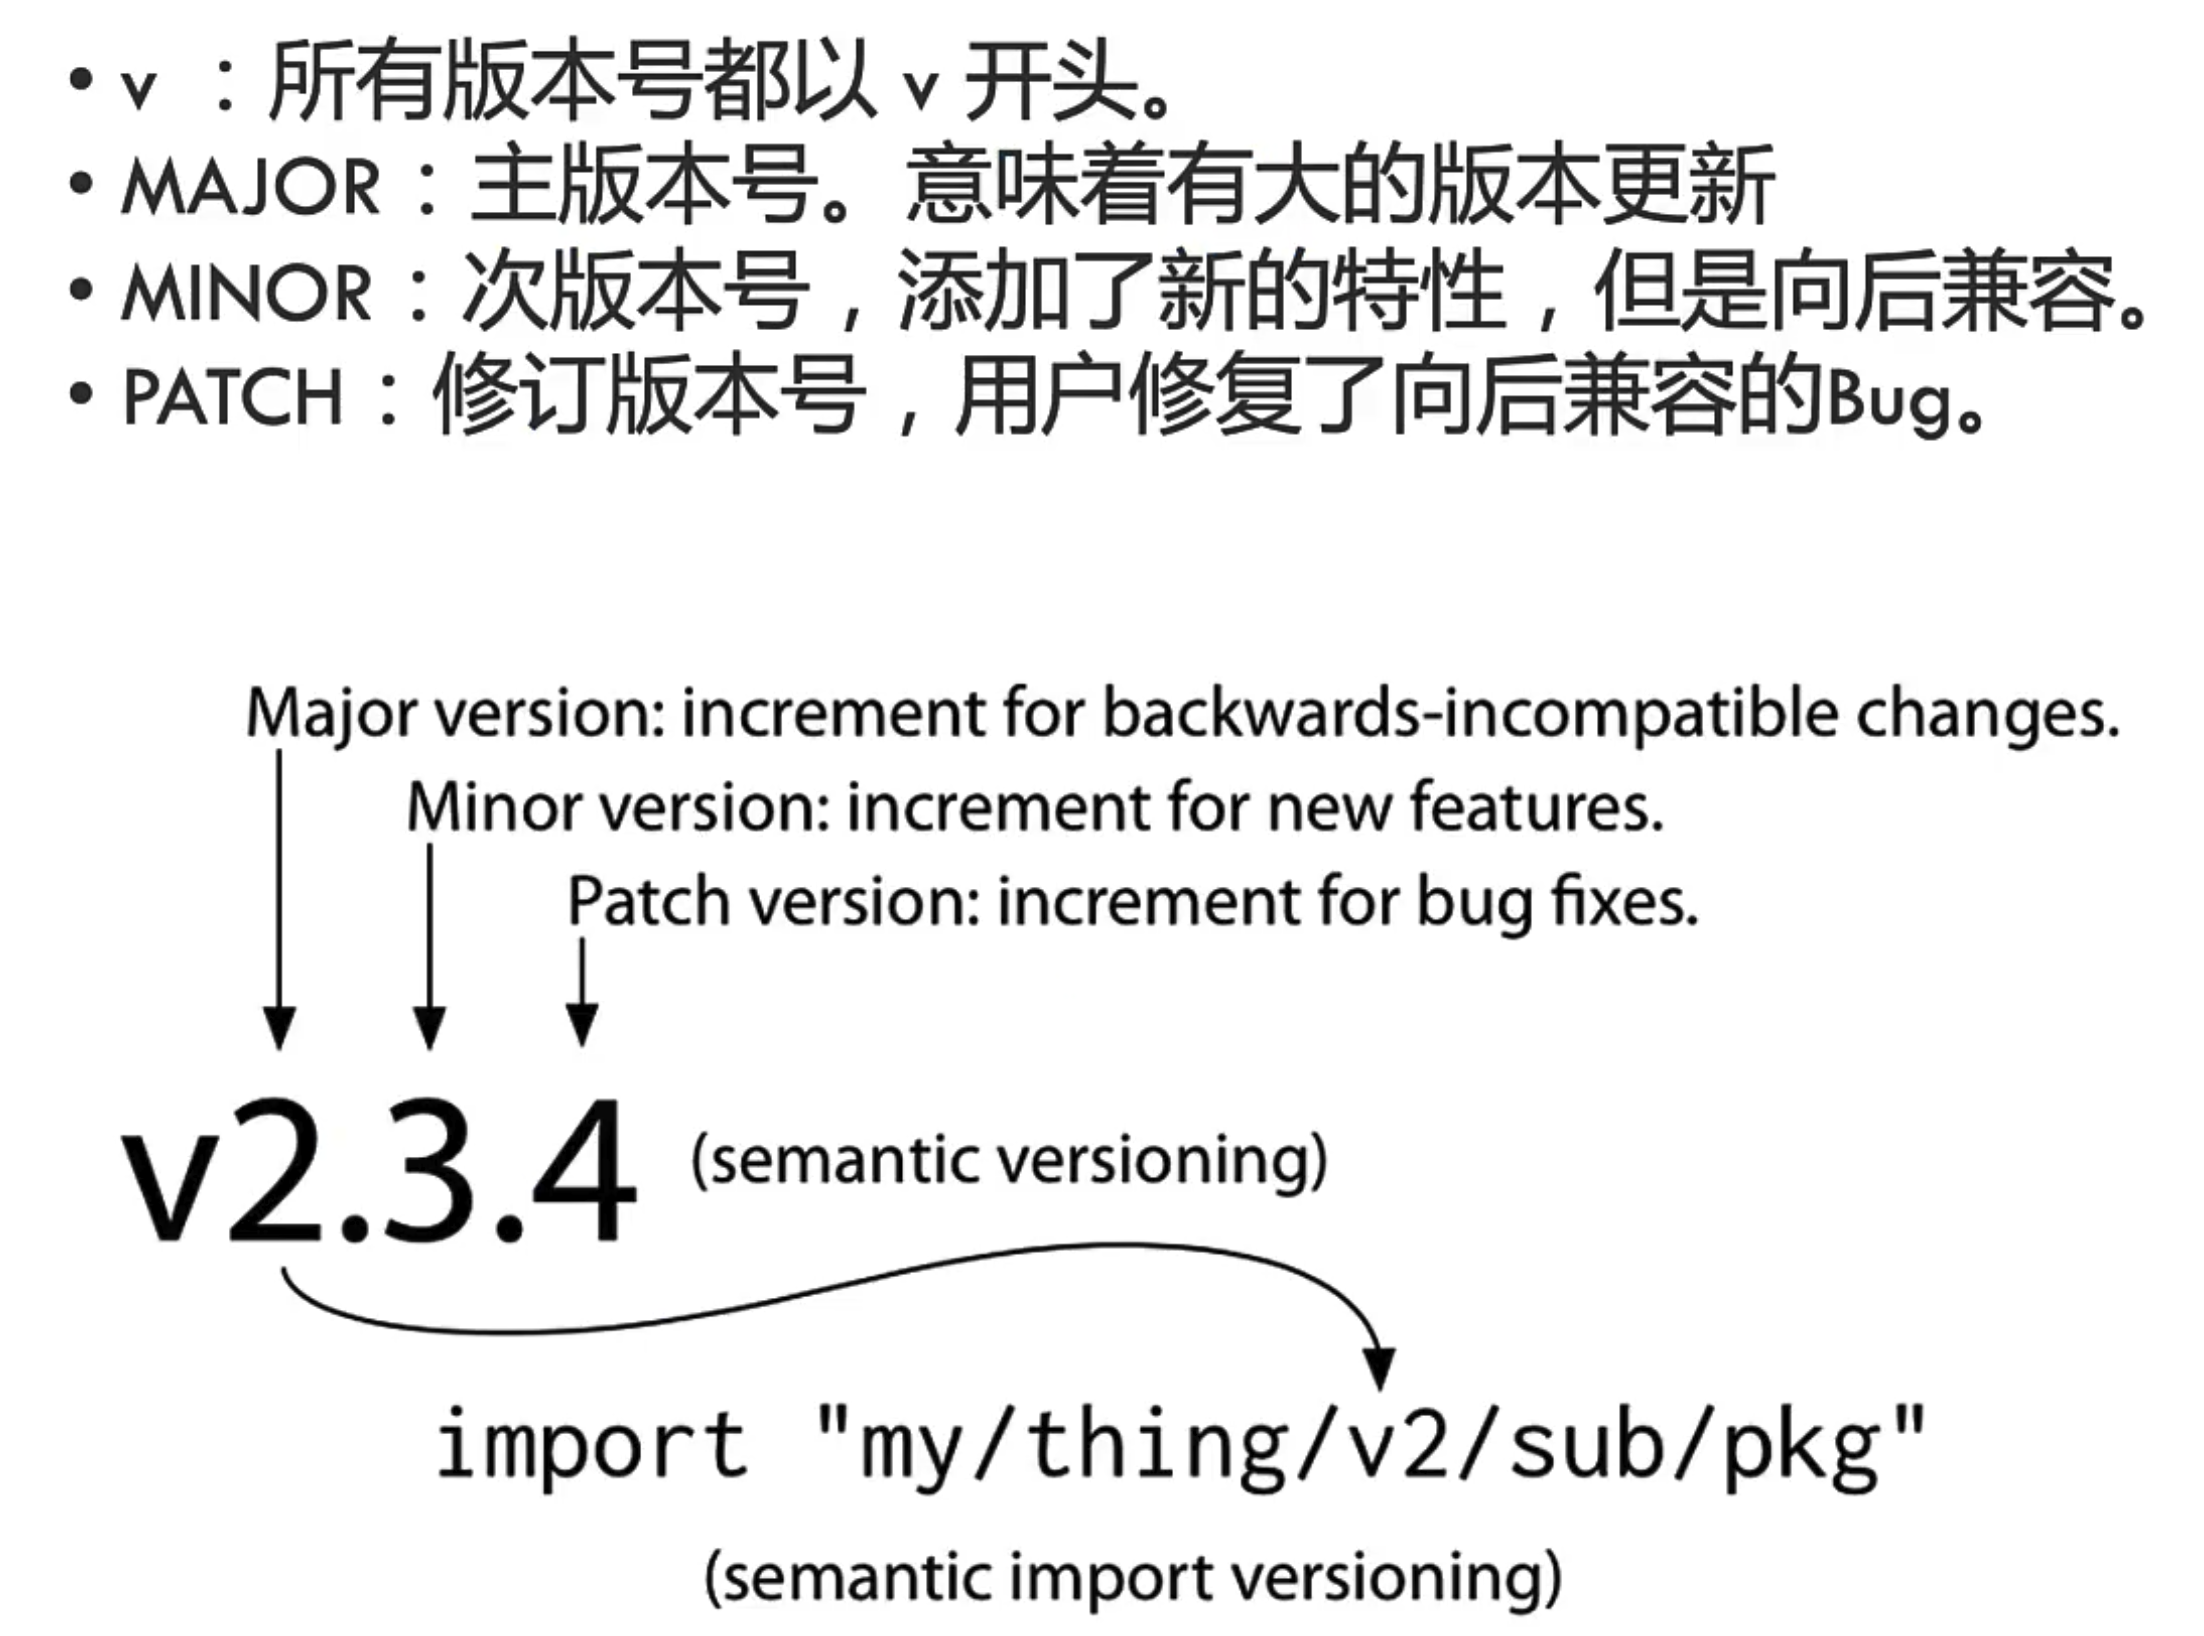 • v ：所有版本号都以 v 开头。
• MAJOR：主版本号。意味着有大的版本更新
• MINOR：次版本号，添加了新的特性，但是向后兼容。
• PATCH：修订版本号，用户修复了向后兼容的Bug。
Major version: increment for backwards-incompatible changes.
Minor version: increment for new features.
Patch version: increment for bug fixes.
v2.3.4 (semantic versioning)
import "my/thing/v2/sub/pkg"
(semantic import versioning)